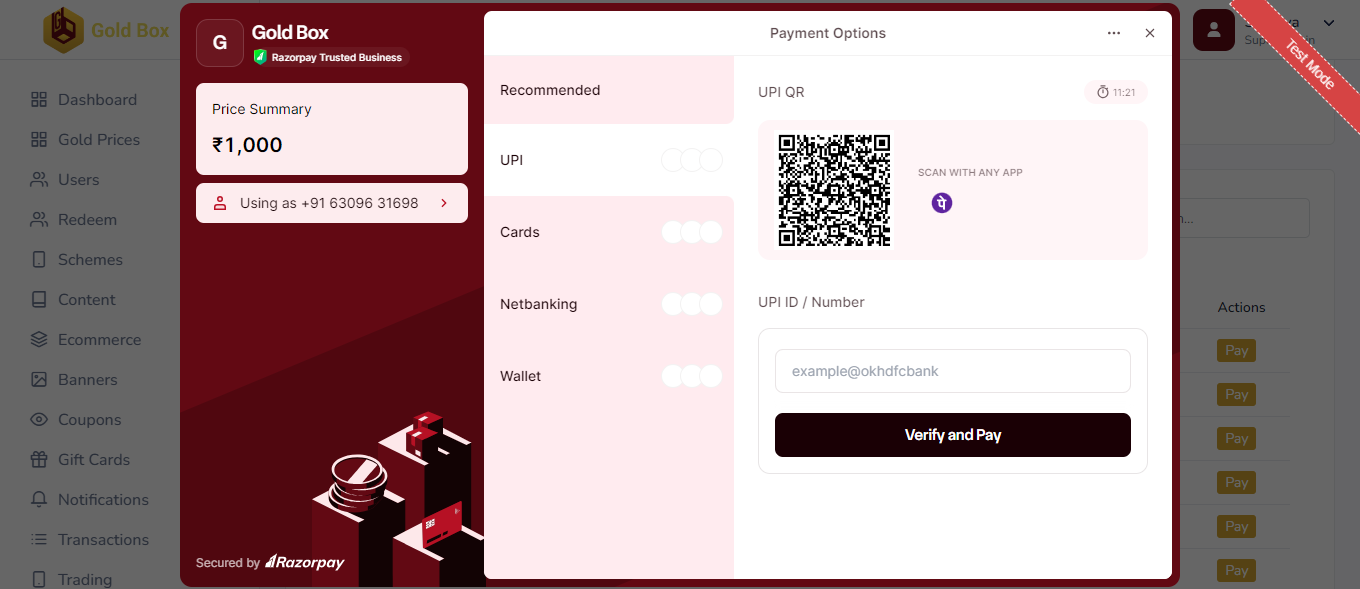 Gold Box
Dashboard
Gold Prices
Users
Redeem
Schemes
Content
Ecommerce
Banners
Coupons
Gift Cards
Notifications
Transactions
Trading
G
Gold Box
Razorpay Trusted Business
Price Summary
₹1,000
Using as +91 63096 31698
Secured by Razorpay
Payment Options
Recommended
UPI
Cards
Netbanking
Wallet
UPI QR
11:21
SCAN WITH ANY APP
UPI ID / Number
example@okhdfcbank
Verify and Pay
Test Mode
Actions
Pay
Pay
Pay
Pay
Pay
Pay